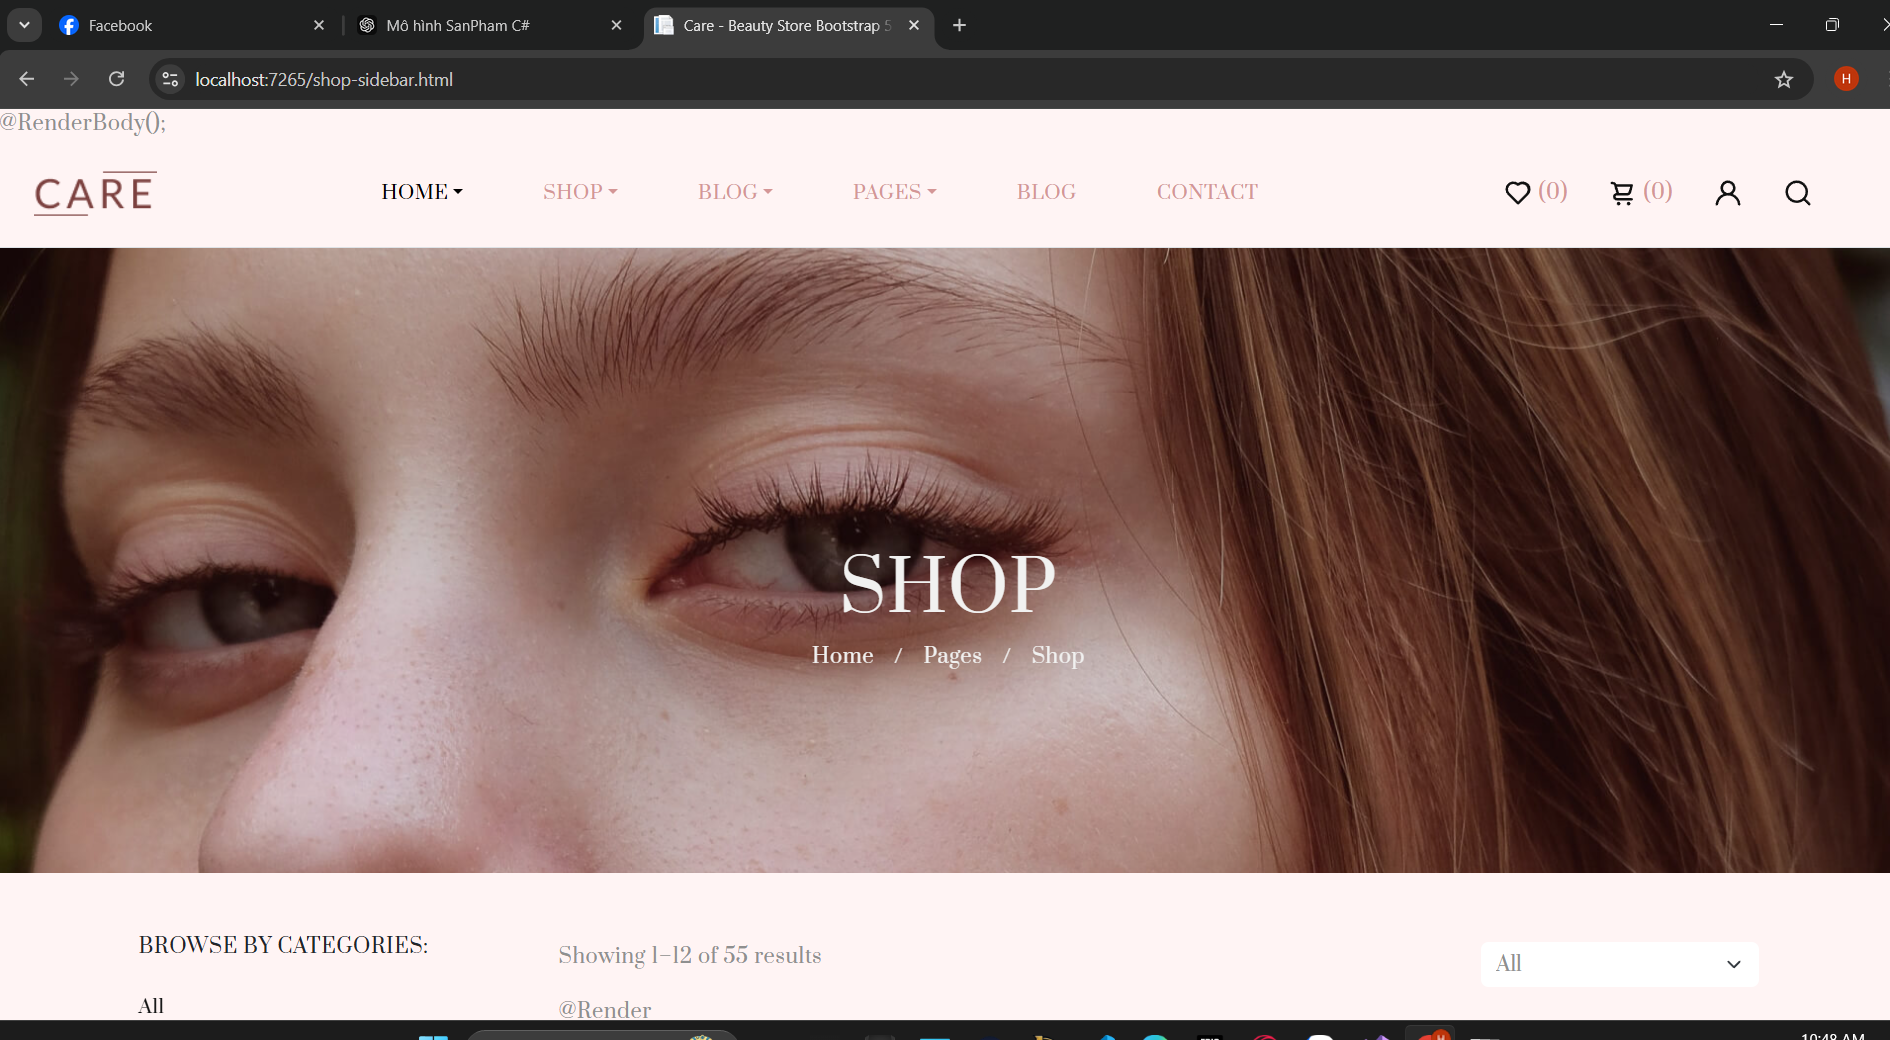 Facebook
Mô hình SanPham C#
Care - Beauty Store Bootstrap 5
localhost:7265/shop-sidebar.html
H
@RenderBody();
CARE
HOME
SHOP
BLOG
PAGES
BLOG
CONTACT
(0)
(0)
SHOP
Home / Pages / Shop
BROWSE BY CATEGORIES:
Showing 1–12 of 55 results
All
All
@Render
10:48 AM